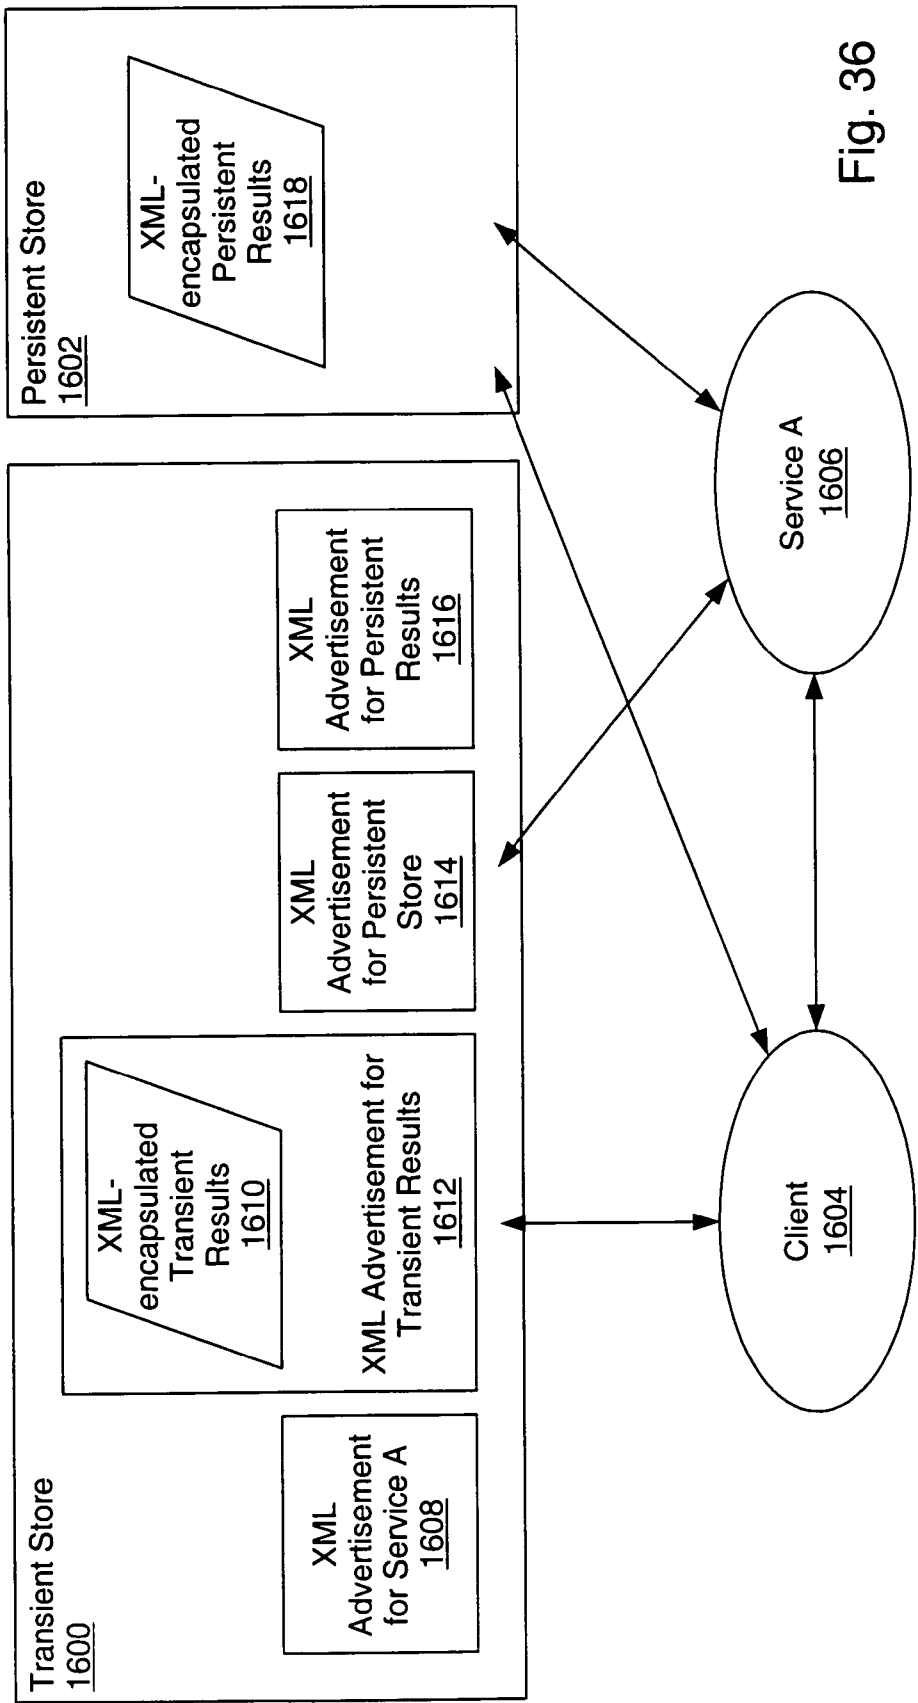 Transient Store
1600
XML
Advertisement
for Service A
1608
XML-
encapsulated
Transient
Results
1610
XML Advertisement for
Transient Results
1612
XML
Advertisement
for Persistent
Store
1614
XML
Advertisement
for Persistent
Results
1616
Persistent Store
1602
XML-
encapsulated
Persistent
Results
1618
Client
1604
Service A
1606
Fig. 36